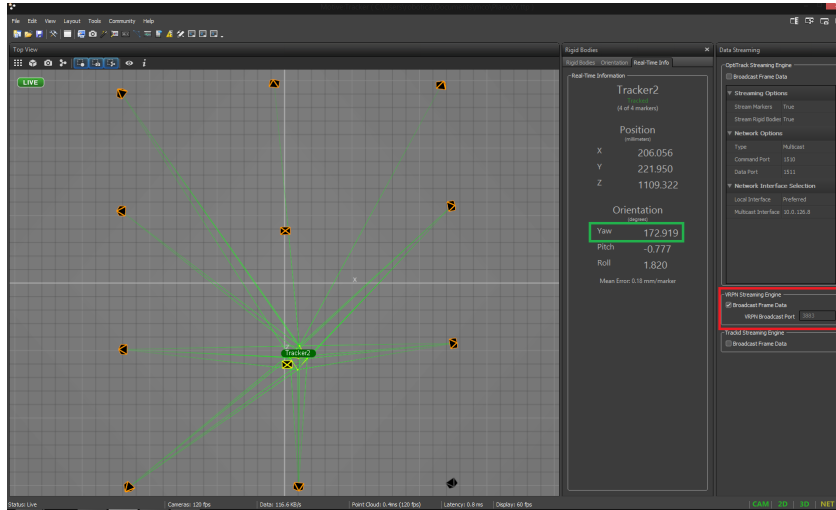 File Edit View Layout Tools Community Help
Top View
LIVE
Tracker2
x
Rigid Bodies
Rigid Bodies Orientation Real-Time Info
Real-Time Information
Tracker2
Tracked
(4 of 4 markers)
Position
(millimeters)
X 206.056
Y 221.950
Z 1109.322
Orientation
(degrees)
Yaw 172.919
Pitch -0.777
Roll 1.820
Mean Error: 0.18 mm/marker
Data Streaming
OptiTrack Streaming Engine
Broadcast Frame Data
Streaming Options
Stream Markers True
Stream Rigid Bodies True
Network Options
Type Multicast
Command Port 1510
Data Port 1511
Network Interface Selection
Local Interface Preferred
Multicast Interface
VRPN Streaming Engine
Broadcast Frame Data
VRPN Broadcast Port 3883
Trackd Streaming Engine
Broadcast Frame Data
Status: Live Cameras: 120 fps Data: 116.6 KB/s Point Cloud: 0.4ms (120 fps) Latency: 0.8 ms Display: 60 fps CAM 2D 3D NET